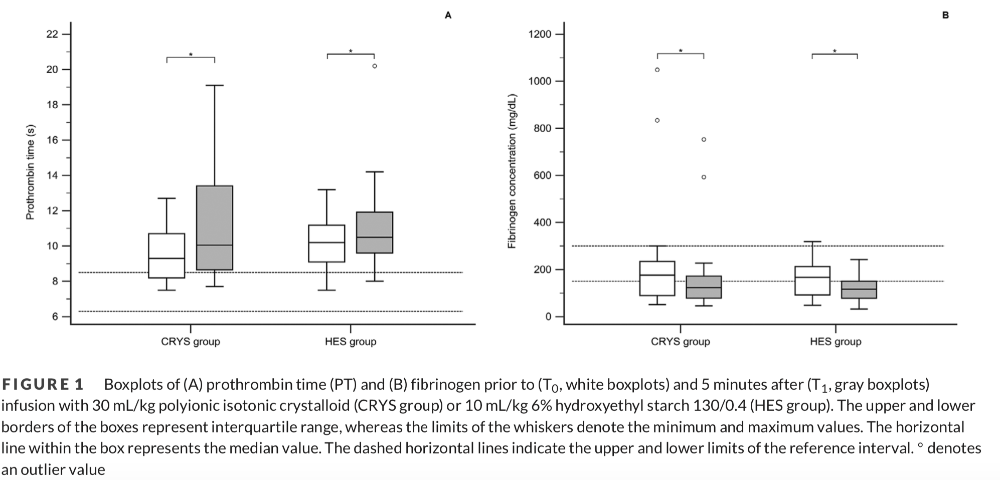 A
22
20
18
16
14
12
10
8
6
Prothrombin time (s)
*
*
CRYS group
HES group
B
1200
1000
800
600
400
200
0
Fibrinogen concentration (mg/dL)
*
*
CRYS group
HES group
FIGURE 1 Boxplots of (A) prothrombin time (PT) and (B) fibrinogen prior to (T₀, white boxplots) and 5 minutes after (T₁, gray boxplots)
infusion with 30 mL/kg polyionic isotonic crystalloid (CRYS group) or 10 mL/kg 6% hydroxyethyl starch 130/0.4 (HES group). The upper and lower
borders of the boxes represent interquartile range, whereas the limits of the whiskers denote the minimum and maximum values. The horizontal
line within the box represents the median value. The dashed horizontal lines indicate the upper and lower limits of the reference interval. ° denotes
an outlier value